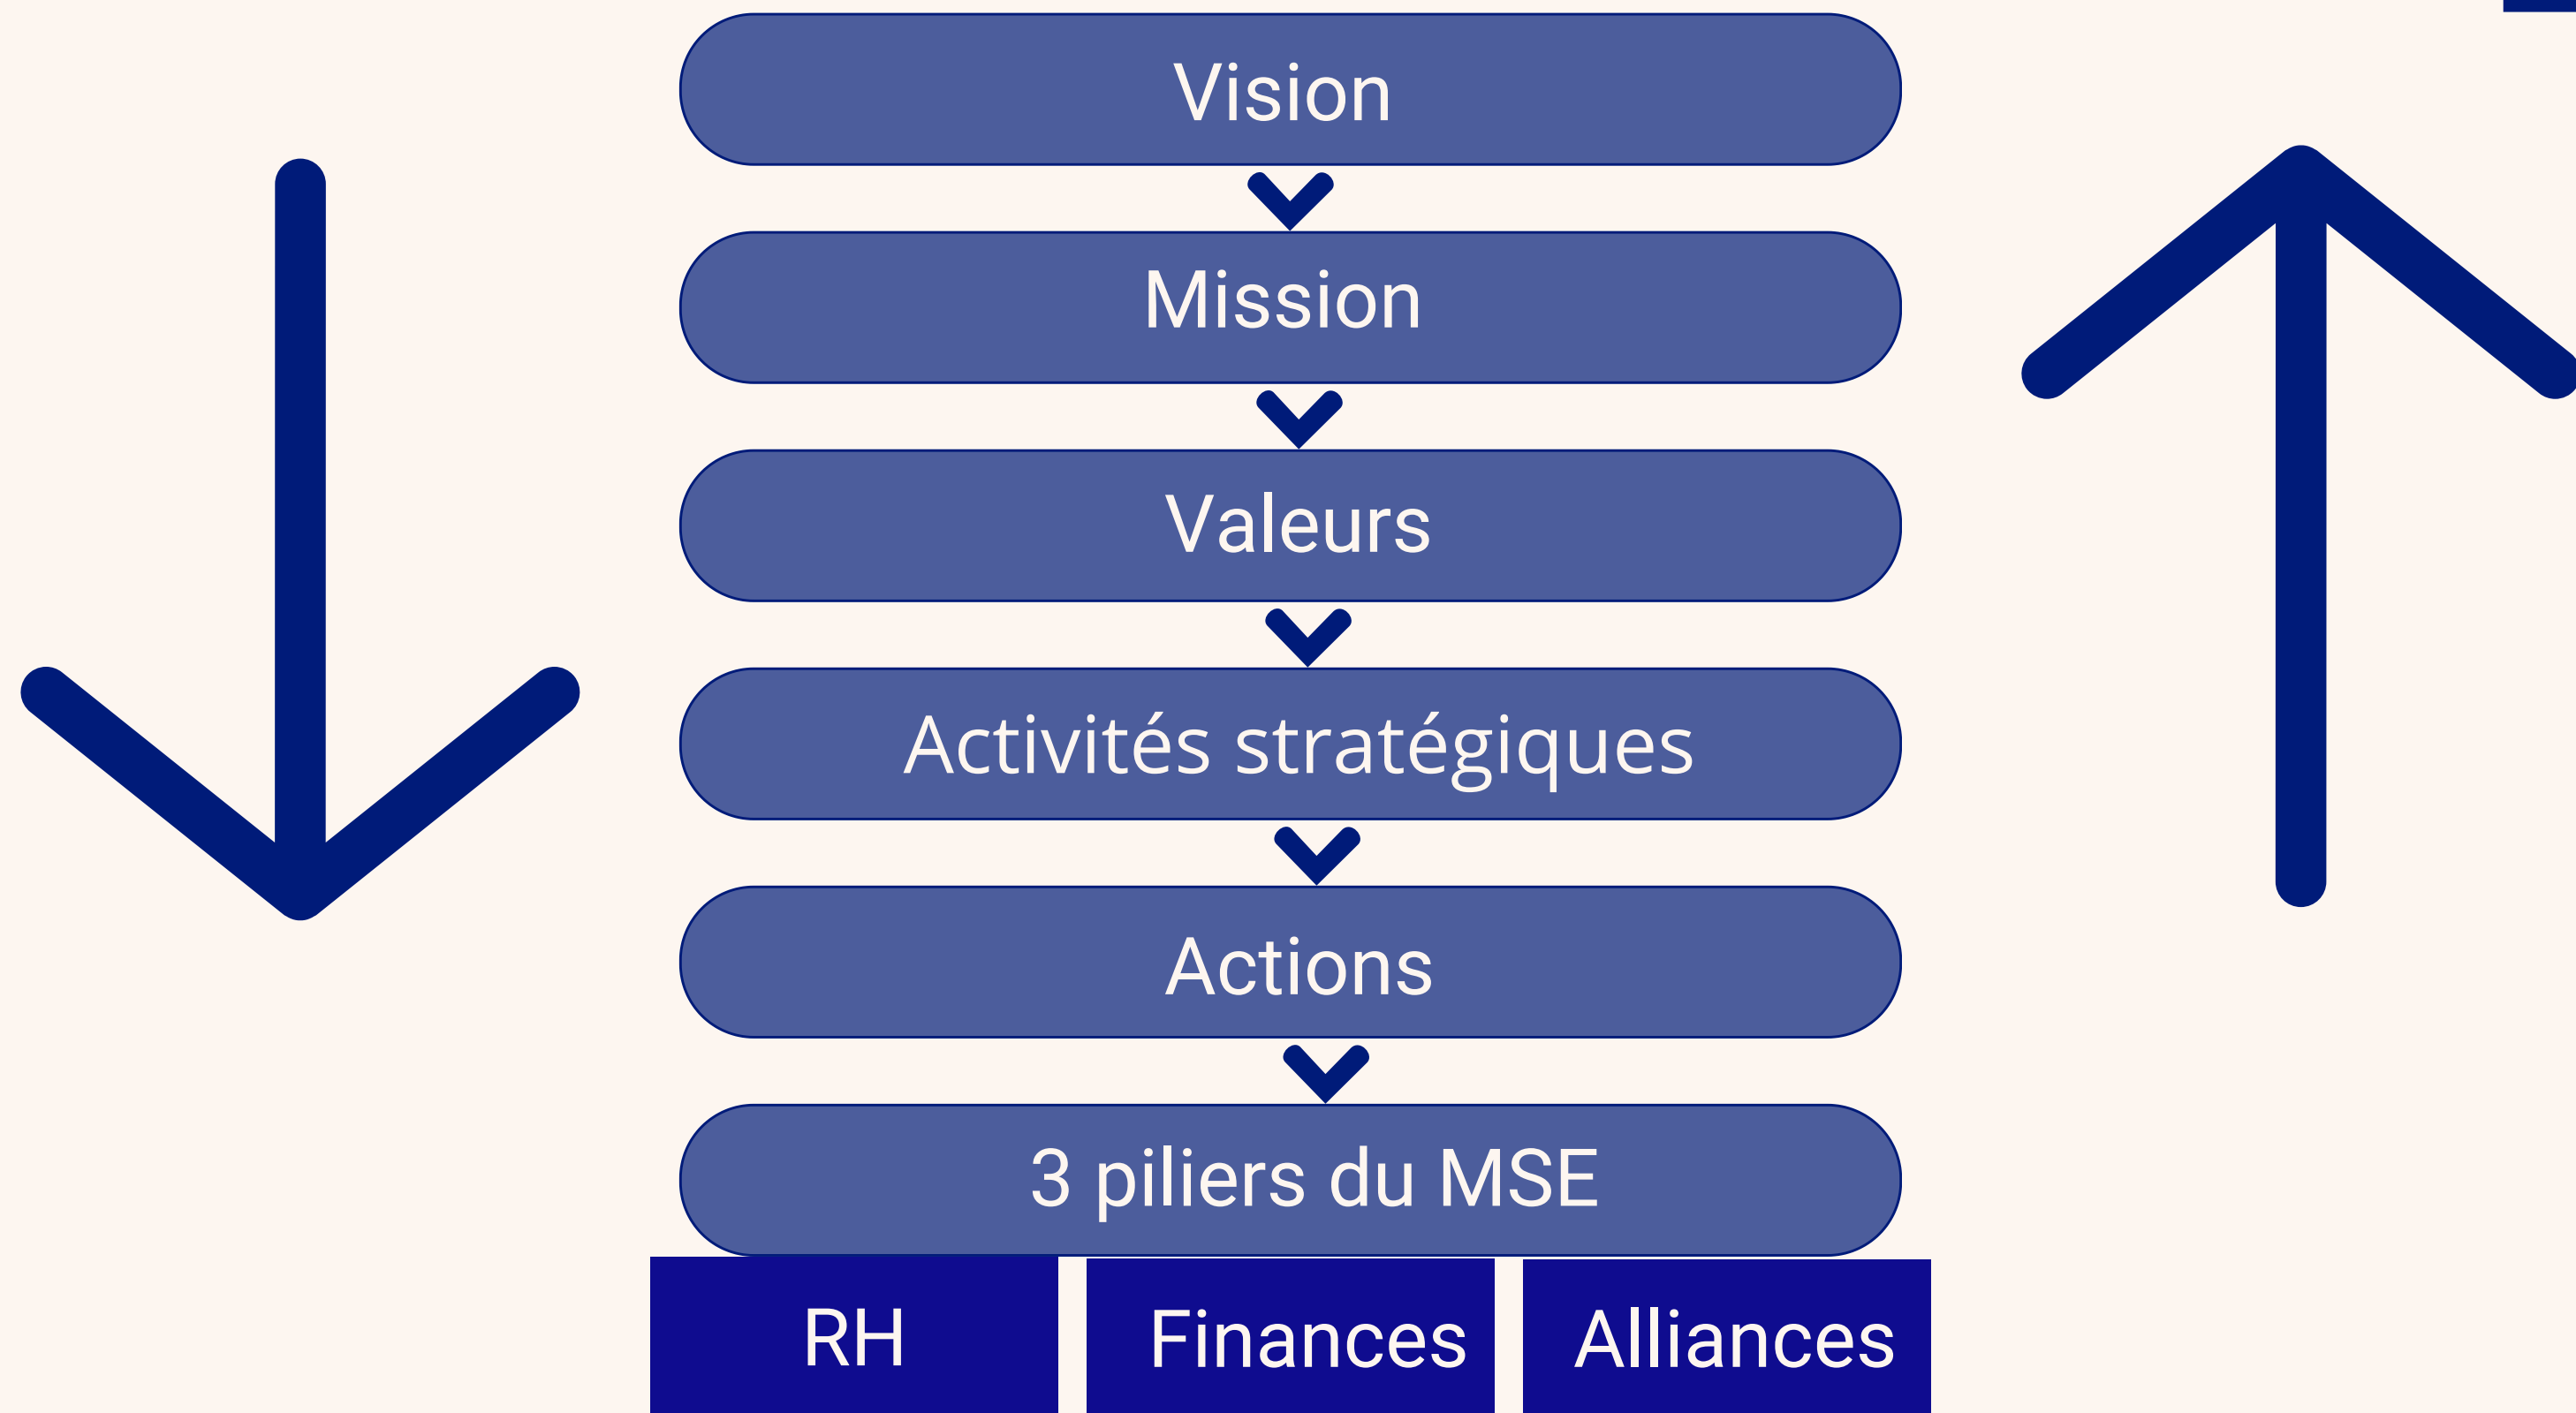 Vision
Mission
Valeurs
Activités stratégiques
Actions
3 piliers du MSE
RH
Finances
Alliances